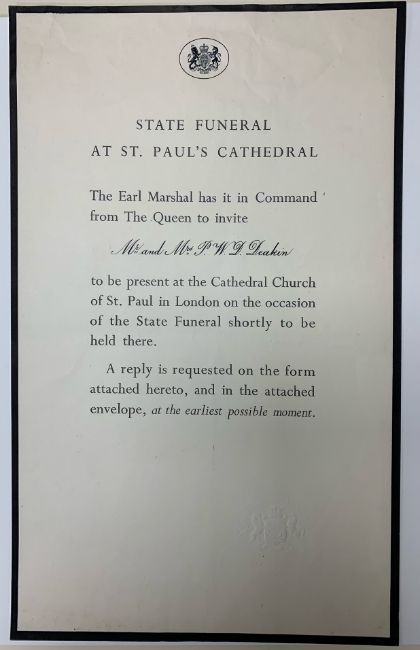 STATE FUNERAL
AT ST. PAUL'S CATHEDRAL
The Earl Marshal has it in Command
from The Queen to invite
Mr. and Mrs P. W. D. Deakin
to be present at the Cathedral Church
of St. Paul in London on the occasion
of the State Funeral shortly to be
held there.
A reply is requested on the form
attached hereto, and in the attached
envelope, at the earliest possible moment.